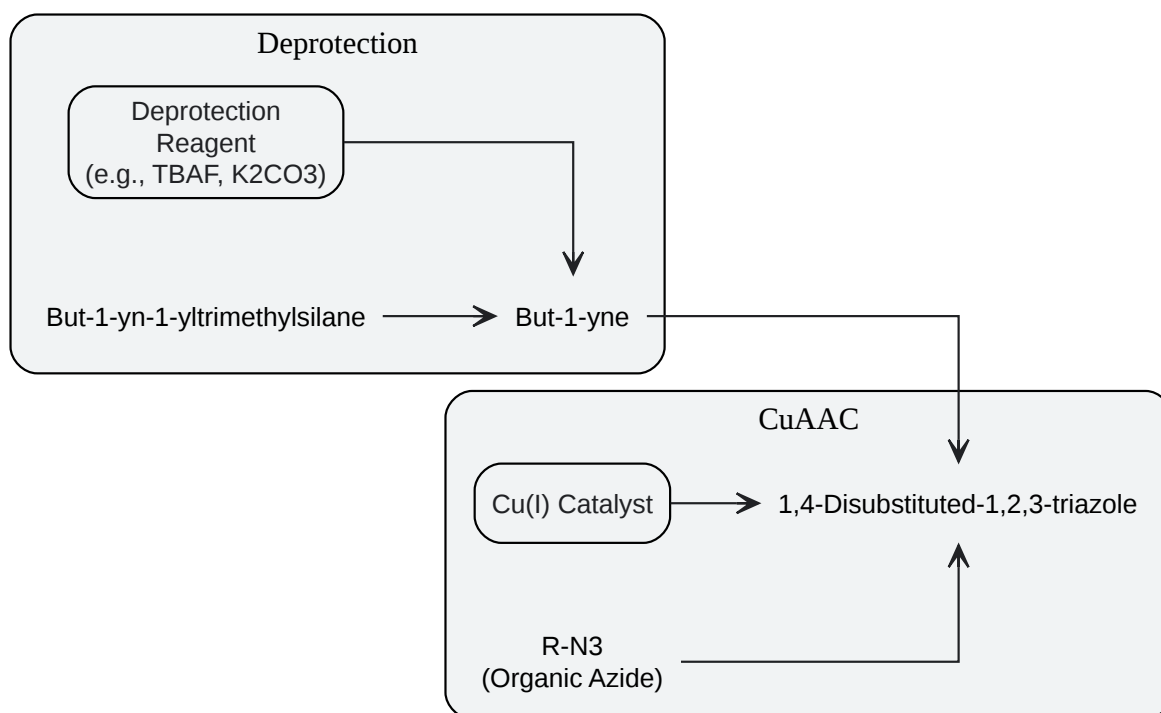 Deprotection
Deprotection
Reagent
(e.g., TBAF, K2CO3)
But-1-yn-1-yltrimethylsilane
But-1-yne
CuAAC
Cu(I) Catalyst
1,4-Disubstituted-1,2,3-triazole
R-N3
(Organic Azide)